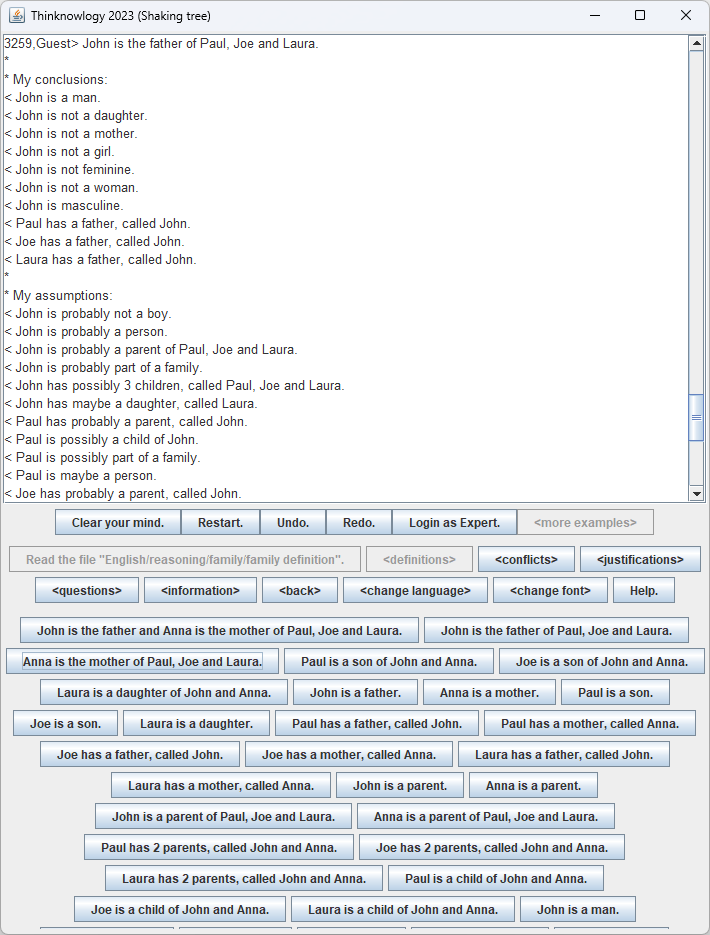 Thinknowlogy 2023 (Shaking tree)
3259,Guest> John is the father of Paul, Joe and Laura.
*
* My conclusions:
< John is a man.
< John is not a daughter.
< John is not a mother.
< John is not a girl.
< John is not feminine.
< John is not a woman.
< John is masculine.
< Paul has a father, called John.
< Joe has a father, called John.
< Laura has a father, called John.
*
* My assumptions:
< John is probably not a boy.
< John is probably a person.
< John is probably a parent of Paul, Joe and Laura.
< John is probably part of a family.
< John has possibly 3 children, called Paul, Joe and Laura.
< John has maybe a daughter, called Laura.
< Paul has probably a parent, called John.
< Paul is possibly a child of John.
< Paul is possibly part of a family.
< Paul is maybe a person.
< Joe has probably a parent, called John.
Clear your mind. Restart. Undo. Redo. Login as Expert. <more examples>
Read the file "English/reasoning/family/family definition". <definitions> <conflicts> <justifications>
<questions> <information> <back> <change language> <change font> Help.
John is the father and Anna is the mother of Paul, Joe and Laura. John is the father of Paul, Joe and Laura.
Anna is the mother of Paul, Joe and Laura. Paul is a son of John and Anna. Joe is a son of John and Anna.
Laura is a daughter of John and Anna. John is a father. Anna is a mother. Paul is a son.
Joe is a son. Laura is a daughter. Paul has a father, called John. Paul has a mother, called Anna.
Joe has a father, called John. Joe has a mother, called Anna. Laura has a father, called John.
Laura has a mother, called Anna. John is a parent. Anna is a parent.
John is a parent of Paul, Joe and Laura. Anna is a parent of Paul, Joe and Laura.
Paul has 2 parents, called John and Anna. Joe has 2 parents, called John and Anna.
Laura has 2 parents, called John and Anna. Paul is a child of John and Anna.
Joe is a child of John and Anna. Laura is a child of John and Anna. John is a man.